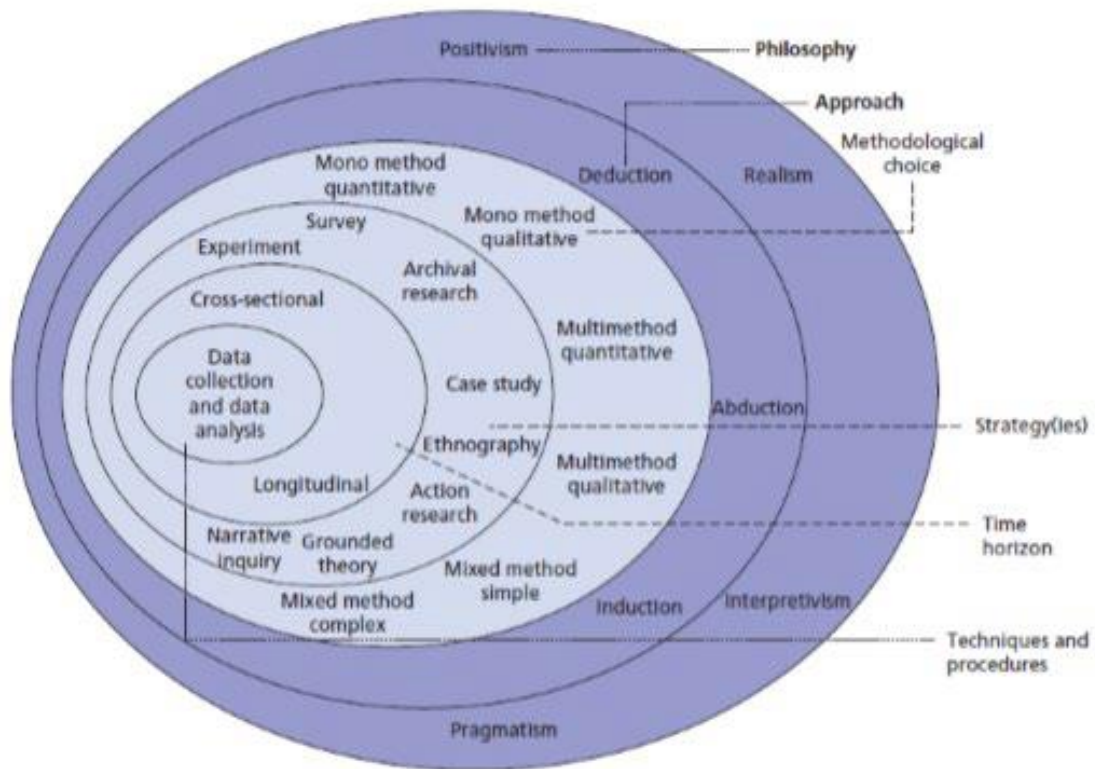 Positivism
Philosophy
Approach
Methodological
choice
Mono method
quantitative
Deduction
Realism
Survey
Mono method
qualitative
Experiment
Archival
research
Cross-sectional
Multimethod
quantitative
Data
collection
and data
analysis
Case study
Abduction
Strategy(ies)
Ethnography
Multimethod
qualitative
Longitudinal
Action
research
Time
horizon
Narrative
inquiry
Grounded
theory
Mixed method
simple
Mixed method
complex
Induction
Interpretivism
Techniques and
procedures
Pragmatism